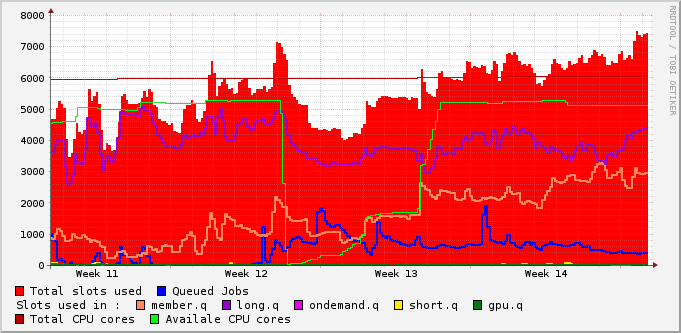 8000
7000
6000
5000
4000
3000
2000
1000
0
Week 11 Week 12 Week 13 Week 14
Total slots used Queued Jobs
Slots used in : member.q long.q ondemand.q short.q gpu.q
Total CPU cores Availale CPU cores
RRDTOOL / TOBI OETIKER